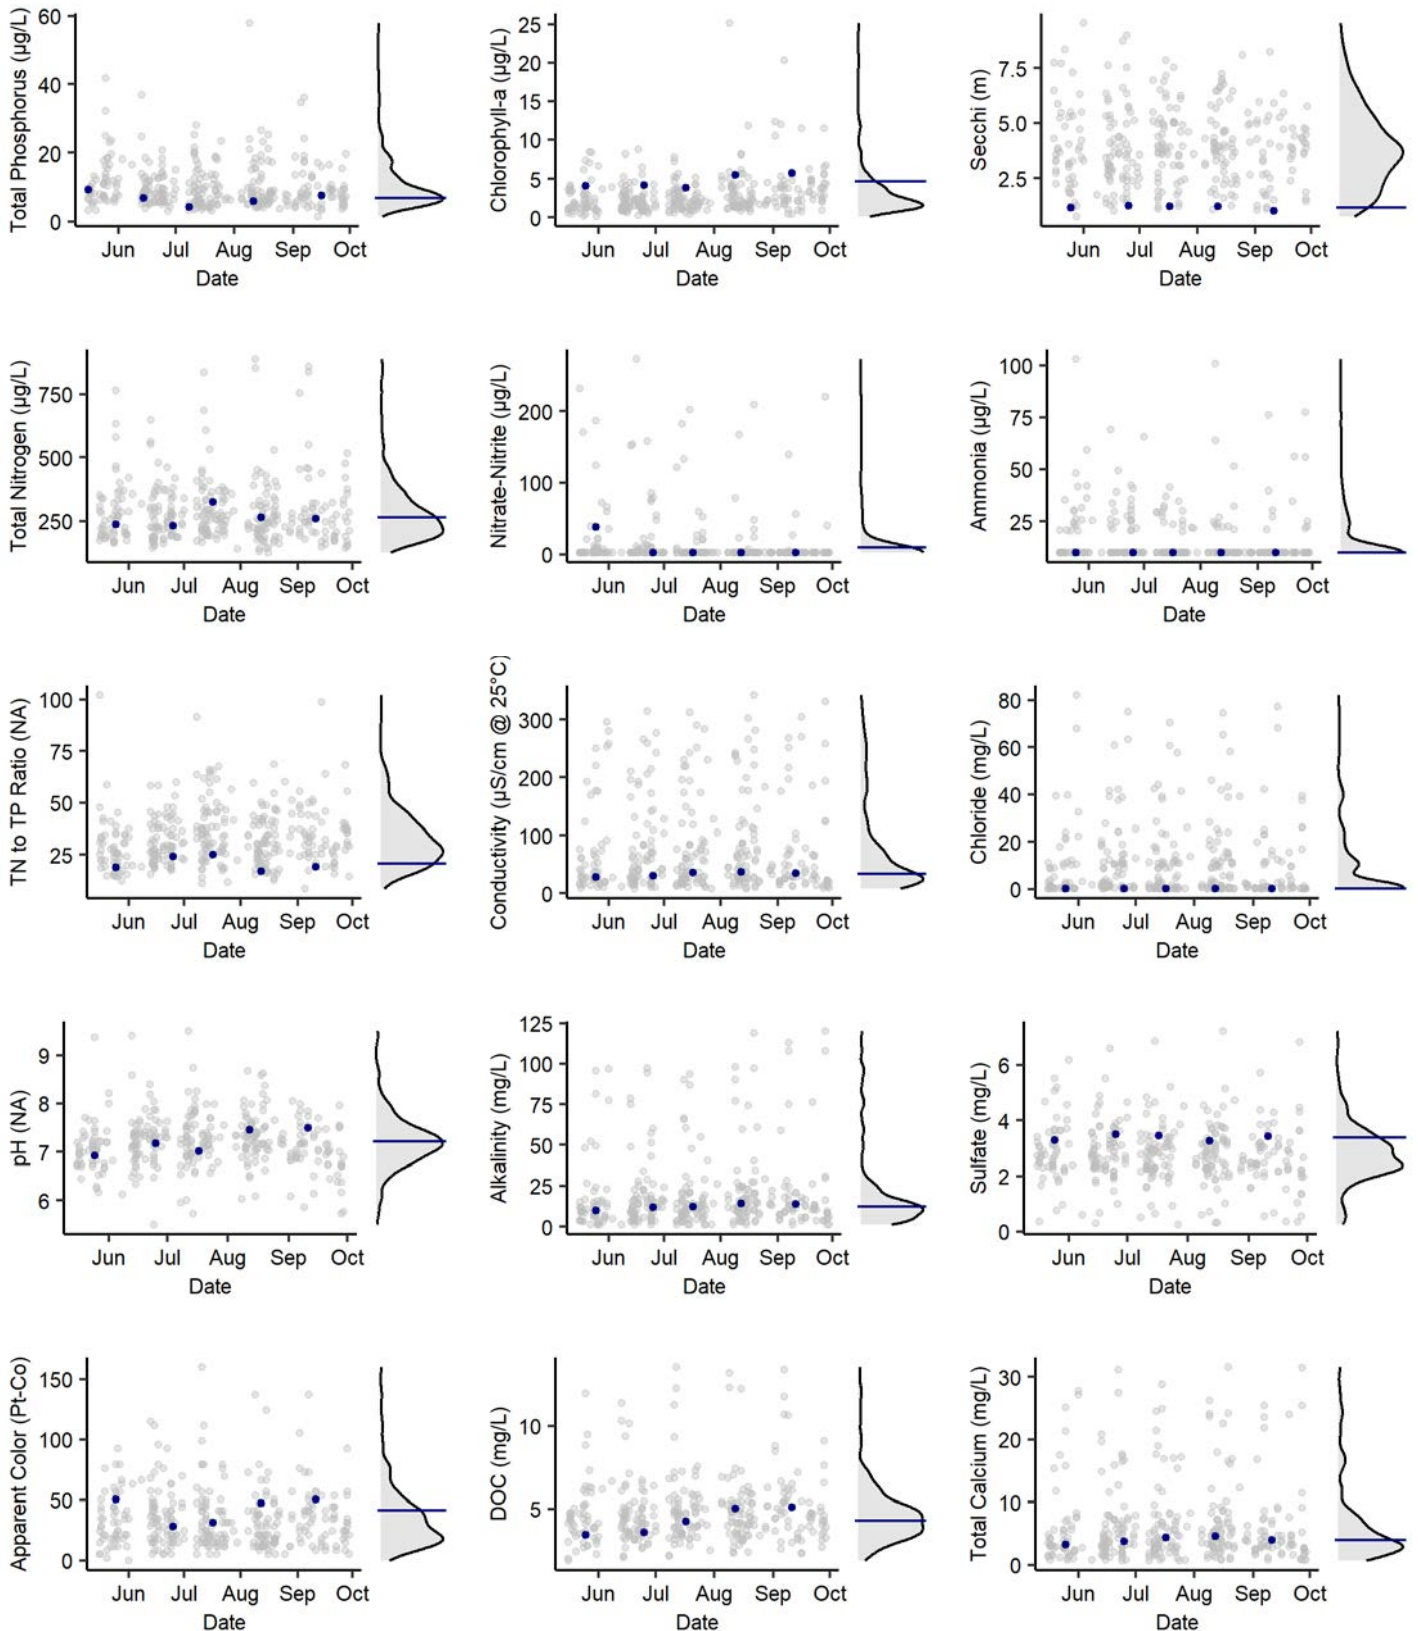 Total Phosphorus (µg/L)
60
40
20
0
Jun Jul Aug Sep Oct
Date
Chlorophyll-a (µg/L)
25
20
15
10
5
0
Jun Jul Aug Sep Oct
Date
Secchi (m)
7.5
5.0
2.5
Jun Jul Aug Sep Oct
Date
Total Nitrogen (µg/L)
750
500
250
Jun Jul Aug Sep Oct
Date
Nitrate-Nitrite (µg/L)
200
100
0
Jun Jul Aug Sep Oct
Date
Ammonia (µg/L)
100
75
50
25
Jun Jul Aug Sep Oct
Date
TN to TP Ratio (NA)
100
75
50
25
Jun Jul Aug Sep Oct
Date
Conductivity (µS/cm @ 25°C)
300
200
100
0
Jun Jul Aug Sep Oct
Date
Chloride (mg/L)
80
60
40
20
0
Jun Jul Aug Sep Oct
Date
pH (NA)
9
8
7
6
Jun Jul Aug Sep Oct
Date
Alkalinity (mg/L)
125
100
75
50
25
0
Jun Jul Aug Sep Oct
Date
Sulfate (mg/L)
6
4
2
0
Jun Jul Aug Sep Oct
Date
Apparent Color (Pt-Co)
150
100
50
0
Jun Jul Aug Sep Oct
Date
DOC (mg/L)
10
5
Jun Jul Aug Sep Oct
Date
Total Calcium (mg/L)
30
20
10
0
Jun Jul Aug Sep Oct
Date